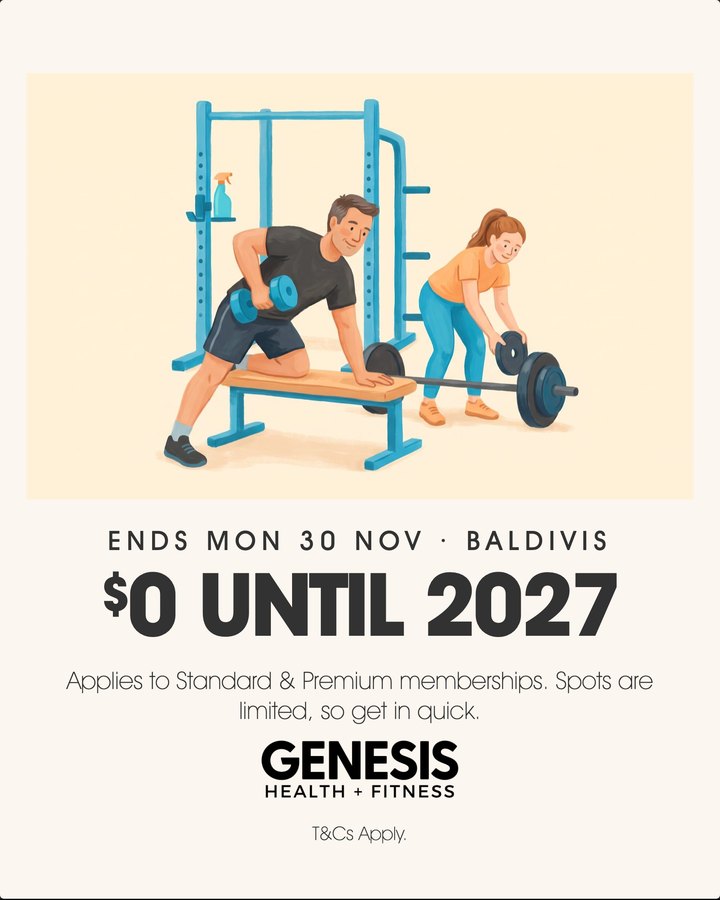 ENDS MON 30 NOV · BALDIVIS
$0 UNTIL 2027
Applies to Standard & Premium memberships. Spots are
limited, so get in quick.
GENESIS
HEALTH + FITNESS
T&Cs Apply.